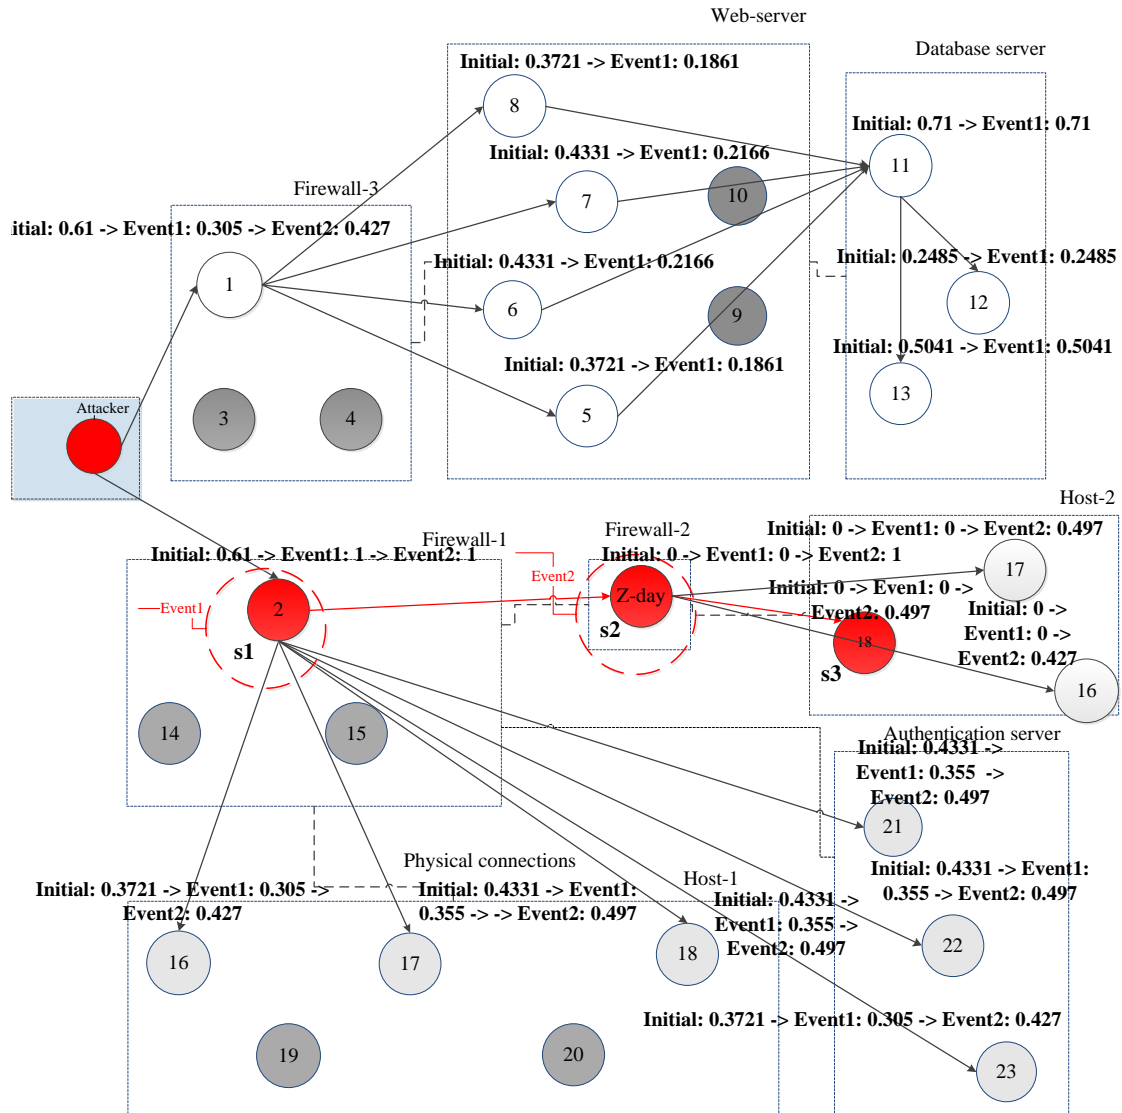 Web-server
Database server
Initial: 0.3721 -> Event1: 0.1861
8
Initial: 0.71 -> Event1: 0.71
Initial: 0.4331 -> Event1: 0.2166
11
10
7
Firewall-3
itial: 0.61 -> Event1: 0.305 -> Event2: 0.427
1
Initial: 0.4331 -> Event1: 0.2166
Initial: 0.2485 -> Event1: 0.2485
6
12
9
Initial: 0.5041 -> Event1: 0.5041
Initial: 0.3721 -> Event1: 0.1861
13
5
Attacker
3
4
Host-2
Firewall-1
Firewall-2
Initial: 0 -> Event1: 0 -> Event2: 0.497
Initial: 0.61 -> Event1: 1 -> Event2: 1
Initial: 0 -> Event1: 0 -> Event2: 1
17
Event2
Initial: 0 -> Even1: 0 ->
Event2: 0.497
Event1
2
Z-day
s1
s2
18
s3
Initial: 0 ->
Event1: 0 ->
Event2: 0.427
16
14
15
Authentication server
Initial: 0.4331 ->
Event1: 0.355 ->
Event2: 0.497
21
Physical connections
Host-1
Initial: 0.4331 -> Event1:
0.355 -> Event2: 0.497
Initial: 0.3721 -> Event1: 0.305 ->
Event2: 0.427
Initial: 0.4331 -> Event1:
0.355 -> -> Event2: 0.497
Initial: 0.4331 ->
Event1: 0.355 ->
Event2: 0.497
22
16
17
18
Initial: 0.3721 -> Event1: 0.305 -> Event2: 0.427
19
20
23